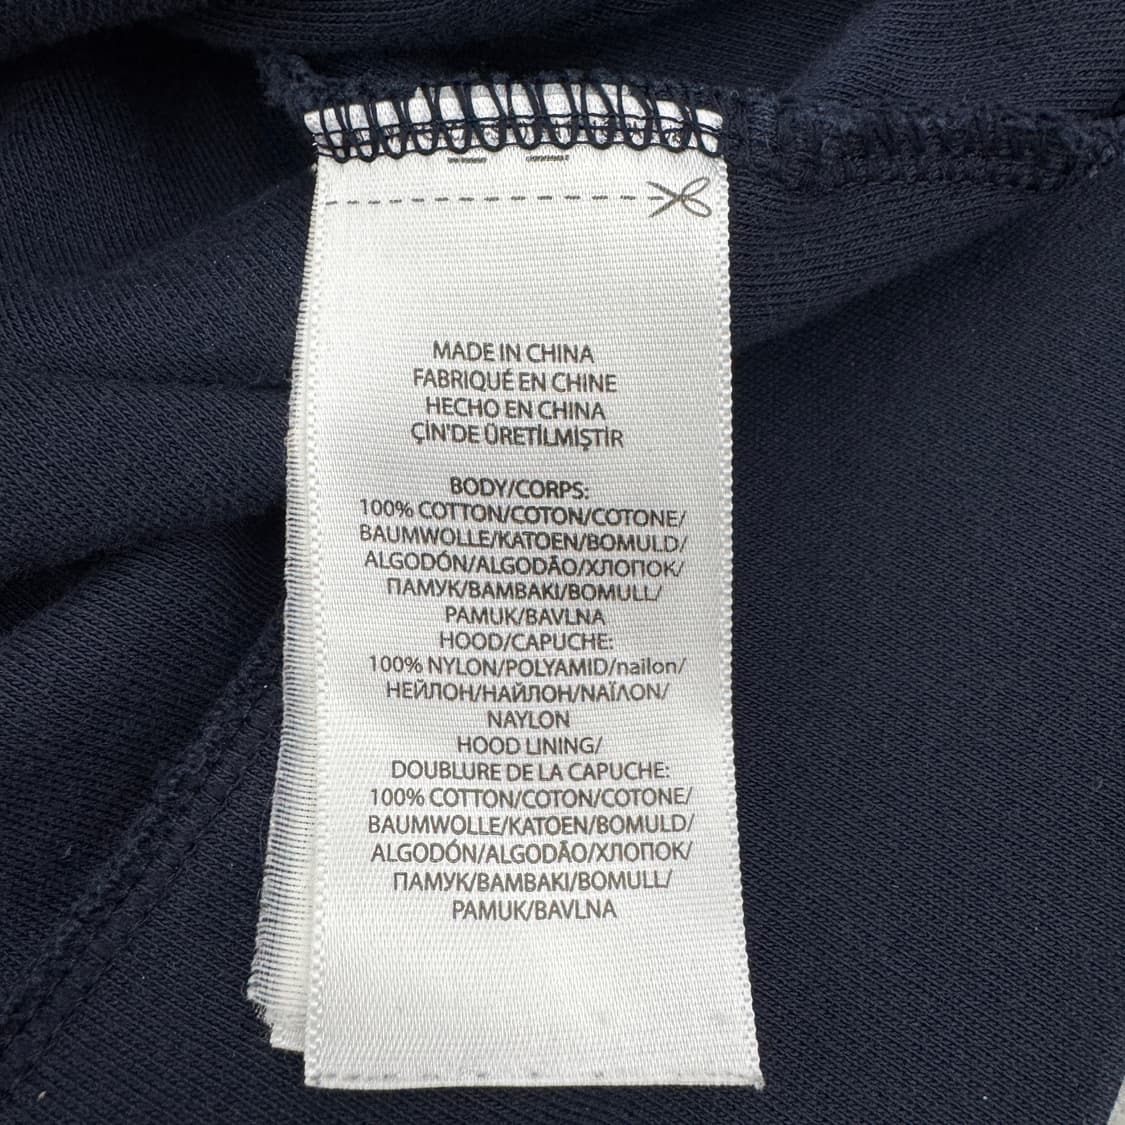 MADE IN CHINA
FABRIQUÉ EN CHINE
HECHO EN CHINA
ÇİN'DE ÜRETİLMİŞTİR
BODY/CORPS:
100% COTTON/COTON/COTONE/
BAUMWOLLE/KATOEN/BOMULD/
ALGODÓN/ALGODÃO/ХЛОПОК/
ПАМУК/BAMBAKI/BOMULL/
PAMUK/BAVLNA
HOOD/CAPUCHE:
100% NYLON/POLYAMID/nailon/
НЕЙЛОН/НАЙЛОН/ΝΑΪΛΟΝ/
NAYLON
HOOD LINING/
DOUBLURE DE LA CAPUCHE:
100% COTTON/COTON/COTONE/
BAUMWOLLE/KATOEN/BOMULD/
ALGODÓN/ALGODÃO/ХЛОПОК/
ПАМУК/BAMBAKI/BOMULL/
PAMUK/BAVLNA